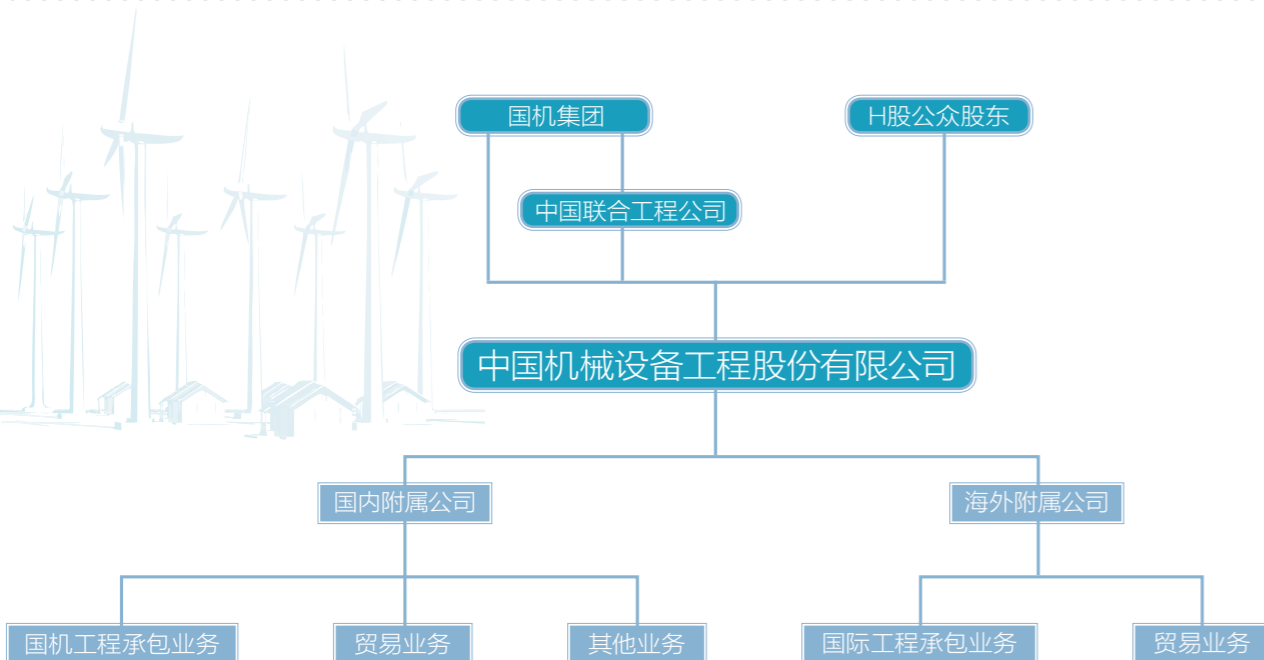 国机集团
H股公众股东
中国联合工程公司
中国机械设备工程股份有限公司
国内附属公司
海外附属公司
国机工程承包业务
贸易业务
其他业务
国际工程承包业务
贸易业务